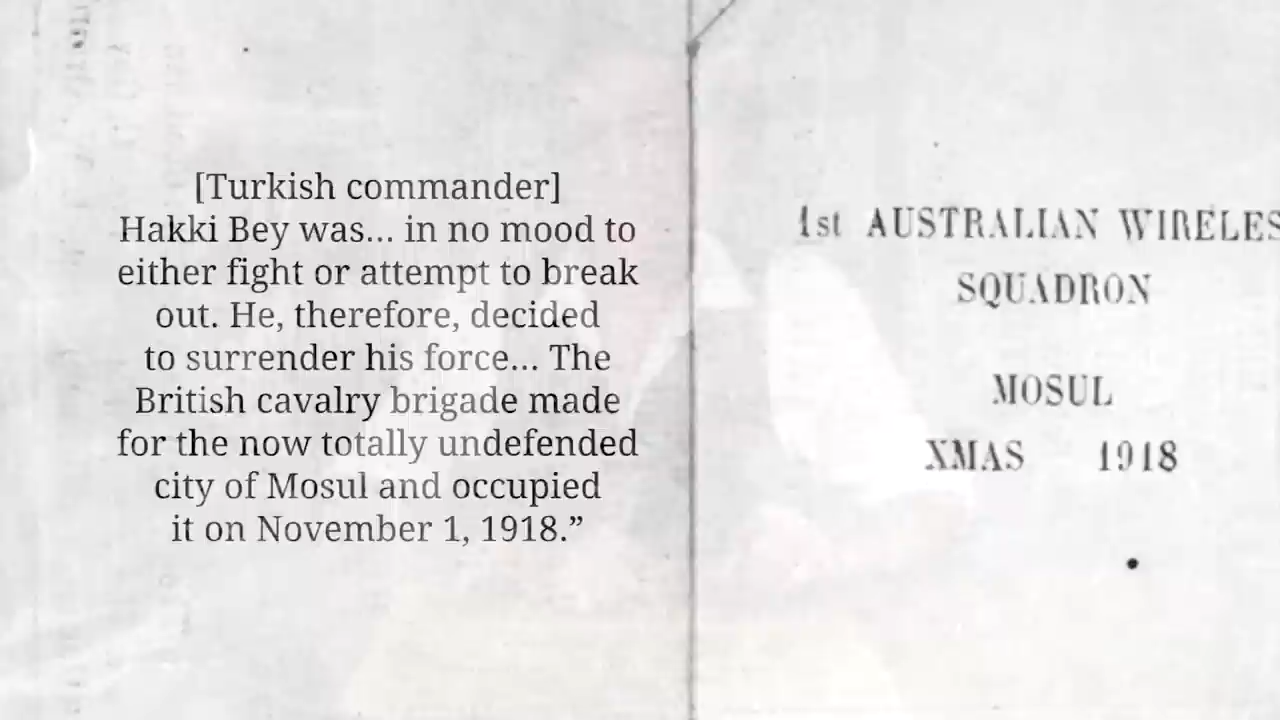 [Turkish commander]
Hakki Bey was... in no mood to
either fight or attempt to break
out. He, therefore, decided
to surrender his force... The
British cavalry brigade made
for the now totally undefended
city of Mosul and occupied
it on November 1, 1918.”
1st AUSTRALIAN WIRELES
SQUADRON
MOSUL
XMAS 1918